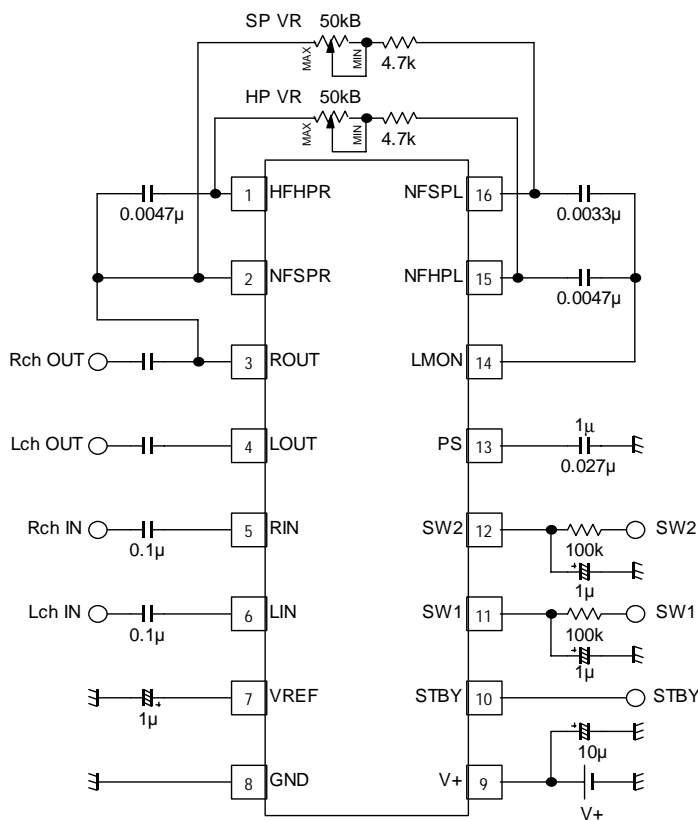 SP VR 50kB
MAX
MIN
4.7k
HP VR 50kB
MAX
MIN
4.7k
0.0047µ
1
HFHPR
NFSPL
16
0.0033µ
2
NFSPR
NFHPL
15
0.0047µ
Rch OUT
3
ROUT
LMON
14
Lch OUT
4
LOUT
PS
13
1µ
0.027µ
Rch IN
0.1µ
5
RIN
SW2
12
100k
SW2
+
1µ
Lch IN
0.1µ
6
LIN
SW1
11
100k
SW1
+
1µ
+
1µ
7
VREF
STBY
10
STBY
+
10µ
8
GND
V+
9
V+